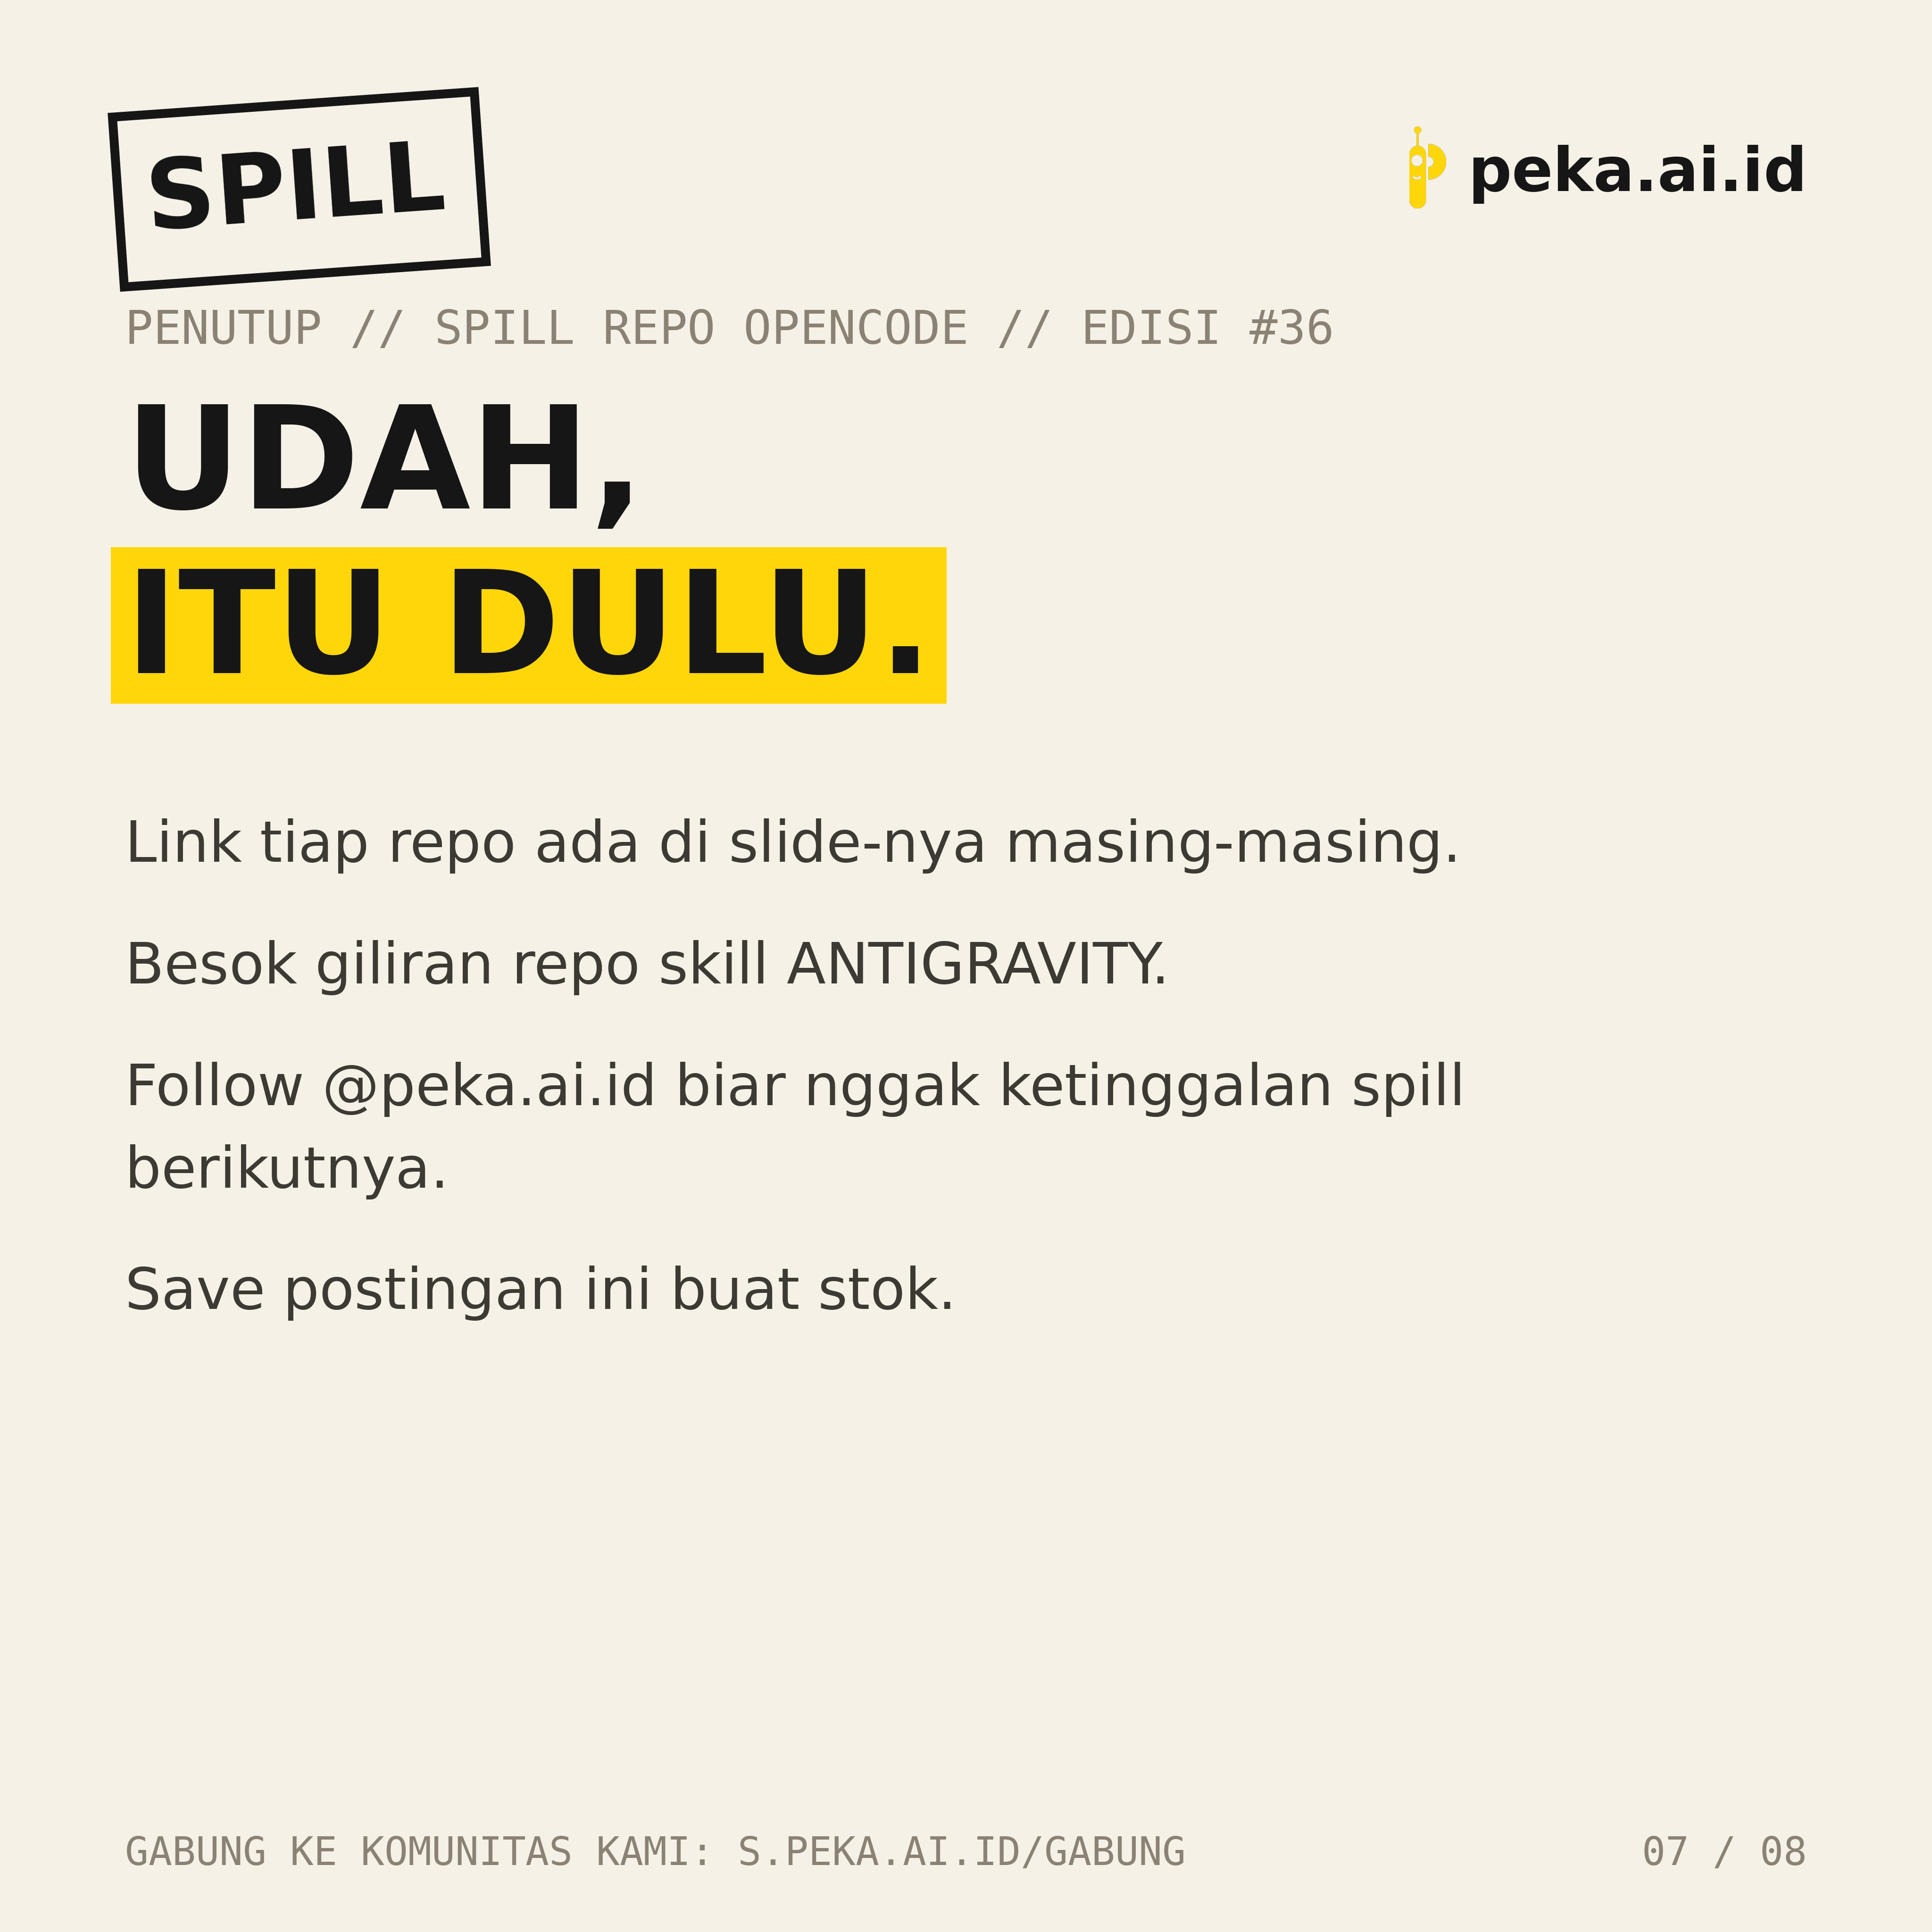 SPILL
peka.ai.id
PENUTUP // SPILL REPO OPENCODE // EDISI #36
UDAH,
ITU DULU.
Link tiap repo ada di slide-nya masing-masing.
Besok giliran repo skill ANTIGRAVITY.
Follow @peka.ai.id biar nggak ketinggalan spill
berikutnya.
Save postingan ini buat stok.
GABUNG KE KOMUNITAS KAMI: S.PEKA.AI.ID/GABUNG
07 / 08